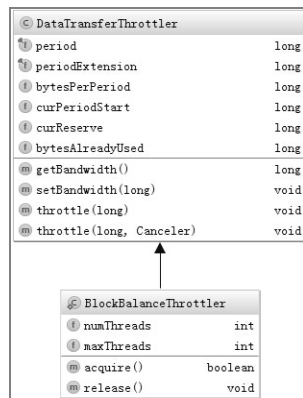 DataTransferThrottler
period long
periodExtension long
bytesPerPeriod long
curPeriodStart long
curReserve long
bytesAlreadyUsed long
getBandwidth() long
setBandwidth(long) void
throttle(long) void
throttle(long, Canceler) void
BlockBalanceThrottler
numThreads int
maxThreads int
acquire() boolean
release() void